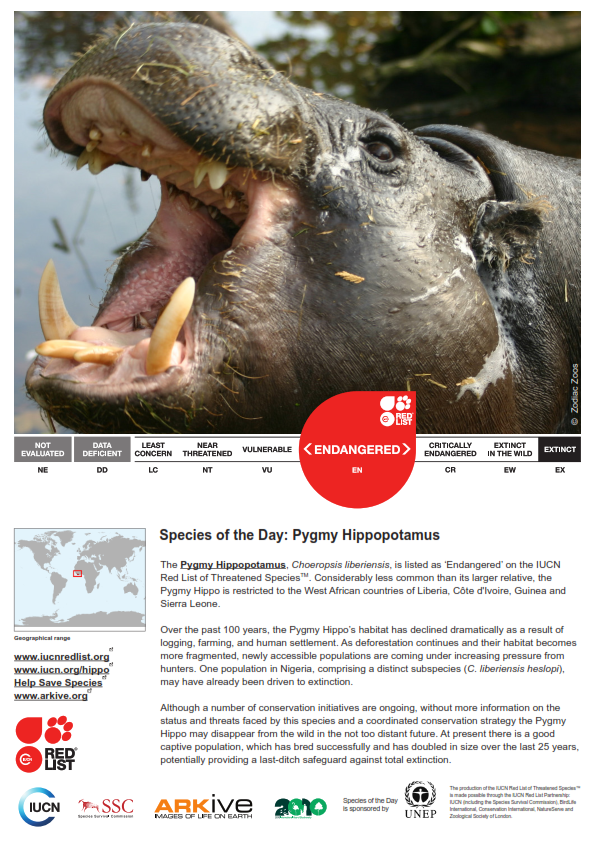 © Zodiac Zoos
RED
LIST
NOT
EVALUATED
DATA
DEFICIENT
LEAST
CONCERN
NEAR
THREATENED
VULNERABLE
ENDANGERED
CRITICALLY
ENDANGERED
EXTINCT
IN THE WILD
EXTINCT
NE
DD
LC
NT
VU
EN
CR
EW
EX
Geographical range
www.iucnredlist.org
www.iucn.org/hippo
Help Save Species
www.arkive.org
RED
LIST
Species of the Day: Pygmy Hippopotamus
The Pygmy Hippopotamus, Choeropsis liberiensis, is listed as ‘Endangered’ on the IUCN
Red List of Threatened Species™. Considerably less common than its larger relative, the
Pygmy Hippo is restricted to the West African countries of Liberia, Côte d'Ivoire, Guinea and
Sierra Leone.
Over the past 100 years, the Pygmy Hippo’s habitat has declined dramatically as a result of
logging, farming, and human settlement. As deforestation continues and their habitat becomes
more fragmented, newly accessible populations are coming under increasing pressure from
hunters. One population in Nigeria, comprising a distinct subspecies (C. liberiensis heslopi),
may have already been driven to extinction.
Although a number of conservation initiatives are ongoing, without more information on the
status and threats faced by this species and a coordinated conservation strategy the Pygmy
Hippo may disappear from the wild in the not too distant future. At present there is a good
captive population, which has bred successfully and has doubled in size over the last 25 years,
potentially providing a last-ditch safeguard against total extinction.
IUCN
SSC
Species Survival Commission
ARKive
IMAGES OF LIFE ON EARTH
2010
Species of the Day
is sponsored by
UNEP
The production of the IUCN Red List of Threatened Species™
is made possible through the IUCN Red List Partnership:
IUCN (including the Species Survival Commission), BirdLife
International, Conservation International, NatureServe and
Zoological Society of London.